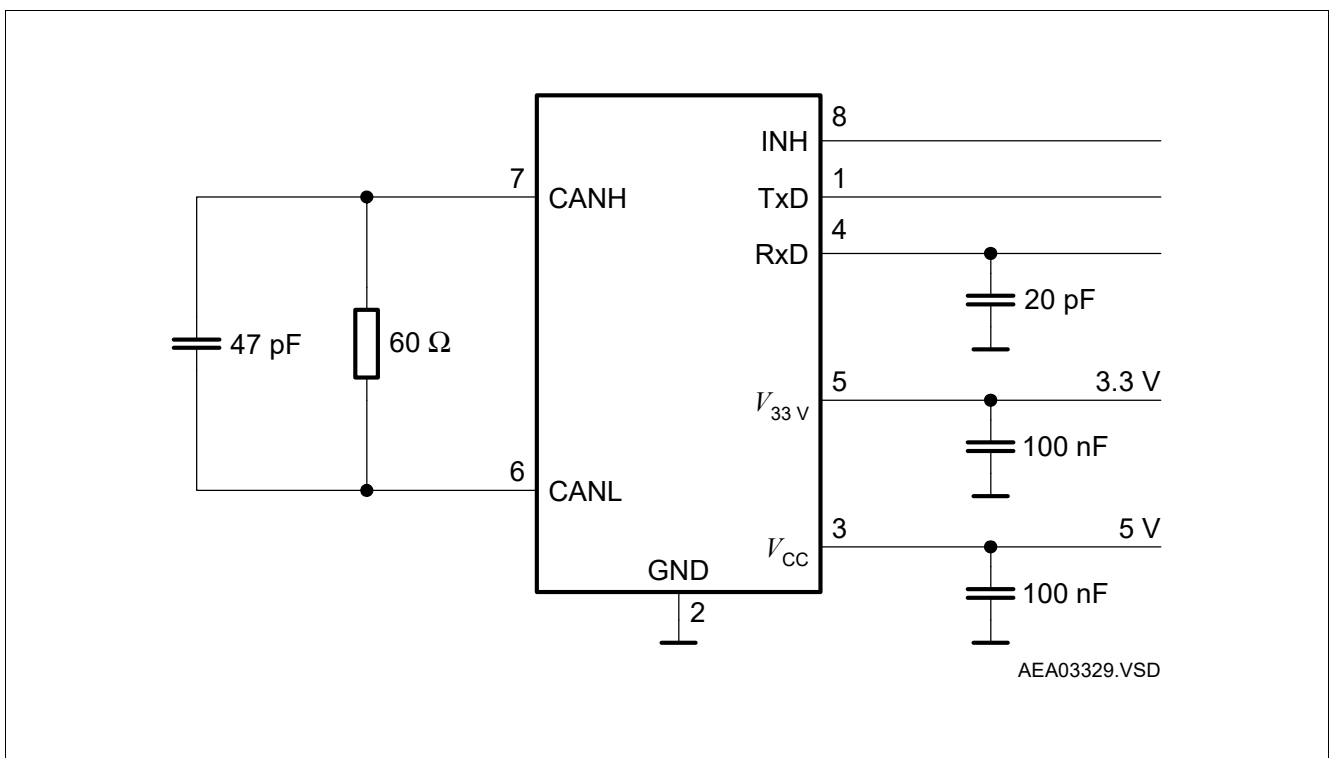 8
INH
7
1
CANH
TxD
4
RxD
20 pF
47 pF
60 Ω
5
3.3 V
V33 V
100 nF
6
CANL
3
5 V
VCC
GND
100 nF
2
AEA03329.VSD